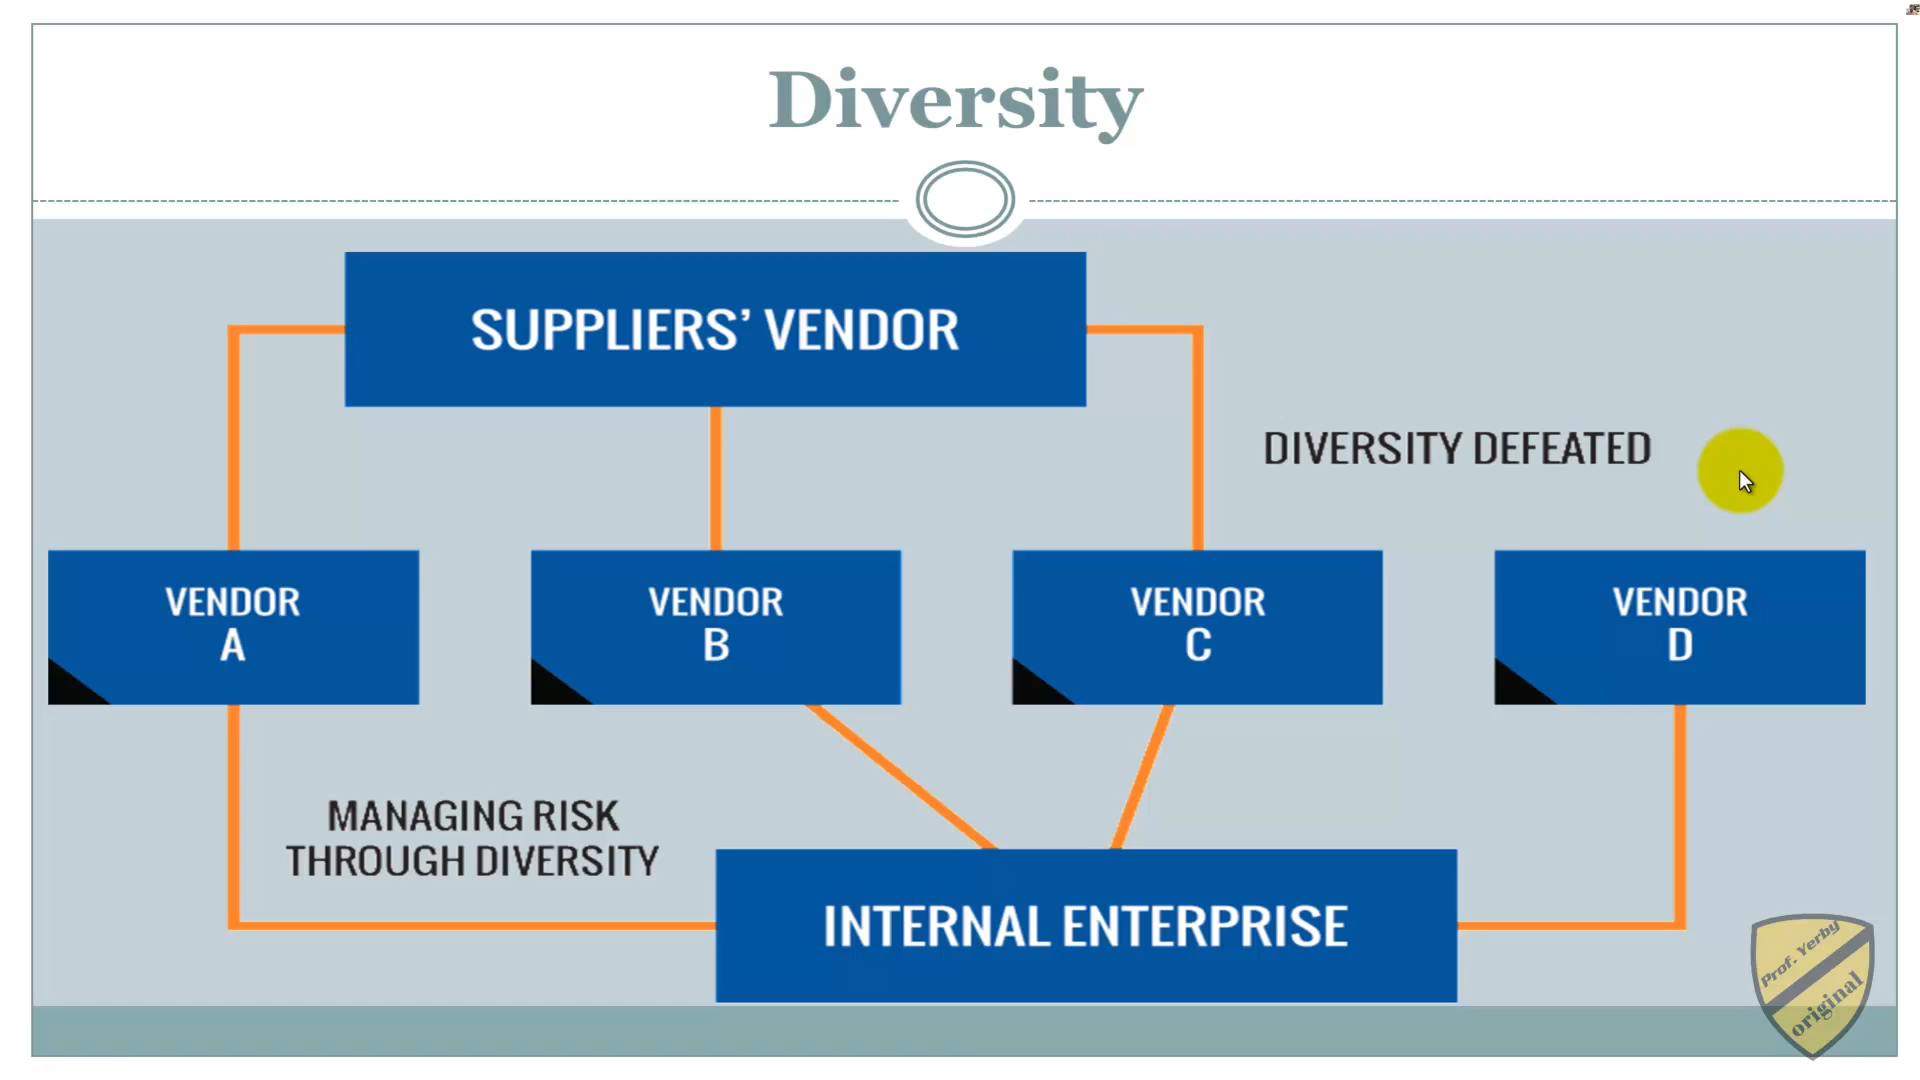 Diversity
SUPPLIERS’ VENDOR
DIVERSITY DEFEATED
VENDOR
A
VENDOR
B
VENDOR
C
VENDOR
D
MANAGING RISK
THROUGH DIVERSITY
INTERNAL ENTERPRISE
Prof. Yerby
original